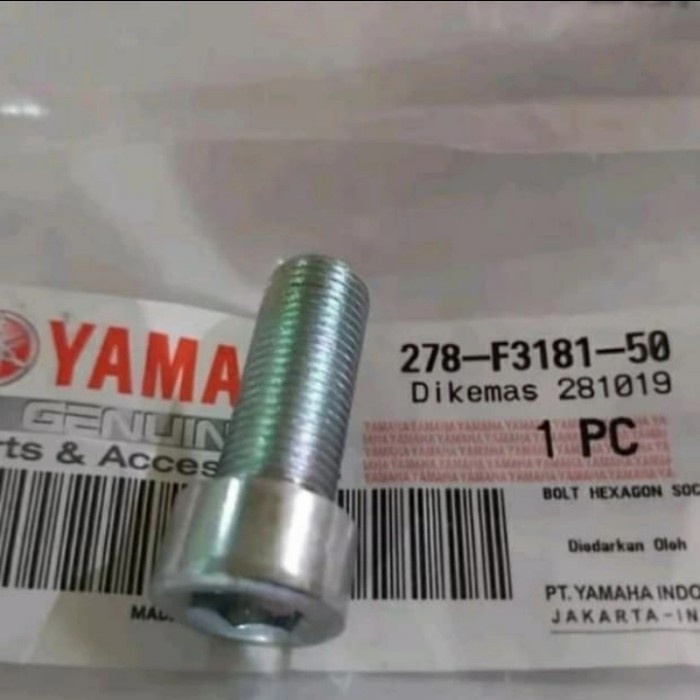 YAMA
278-F3181-50
Dikemas 281019
GENUIN
rts & Acces
1 PC
BOLT HEXAGON SOC
Diedarkan Oleh
PT. YAMAHA INDO
JAKARTA-IN